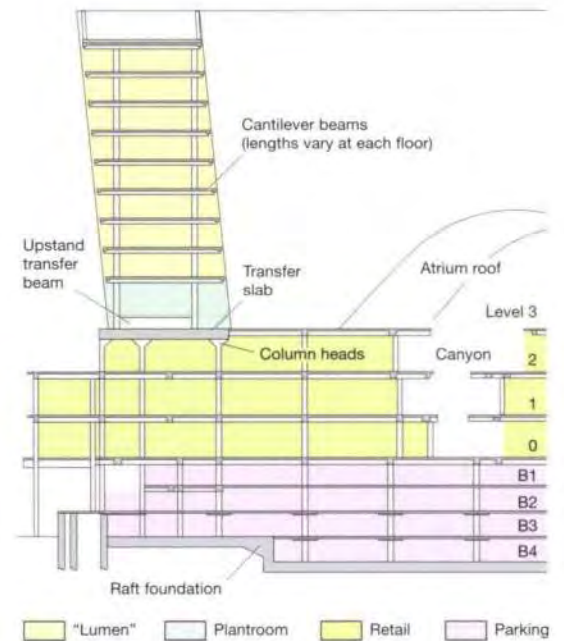 Cantilever beams
(lengths vary at each floor)
Upstand
transfer
beam
Transfer
slab
Atrium roof
Level 3
Column heads
Canyon
2
1
0
B1
B2
B3
B4
Raft foundation
"Lumen"
Plantroom
Retail
Parking